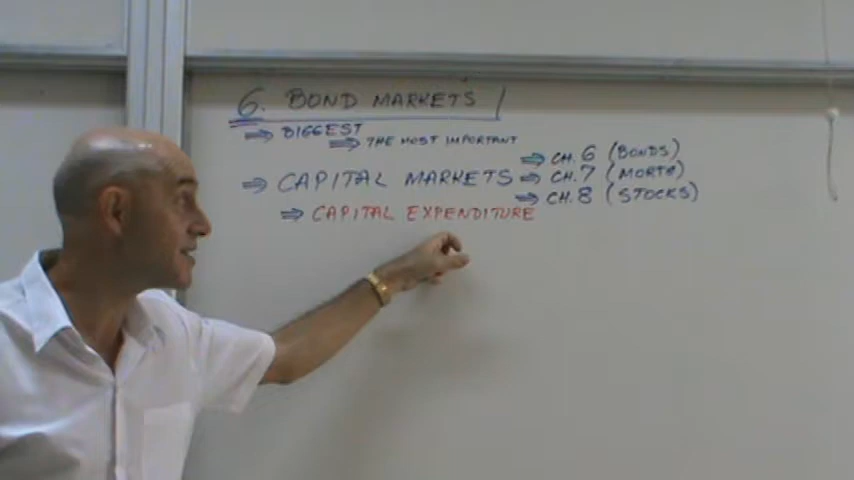 6. BOND MARKETS
⇒ BIGGEST
⇒ THE MOST IMPORTANT
⇒ CH. 6 (BONDS)
⇒ CAPITAL MARKETS ⇒ CH. 7 (MORTG)
⇒ CH. 8 (STOCKS)
⇒ CAPITAL EXPENDITURE